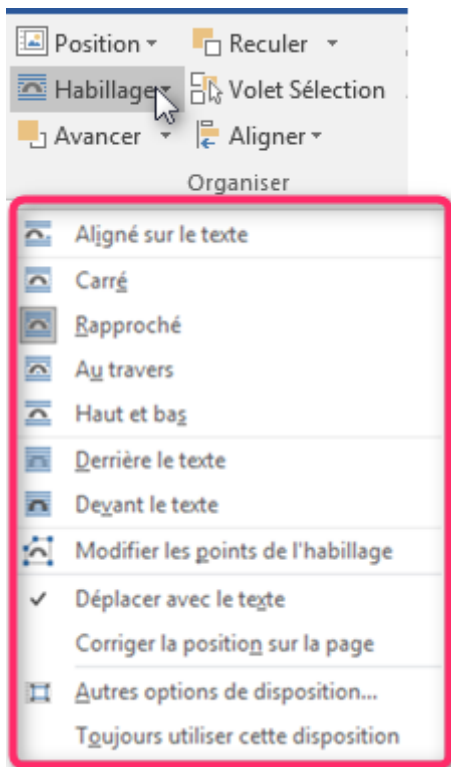 Position Reculer
Habillage Volet Sélection
Avancer Aligner
Organiser
Aligné sur le texte
Carré
Rapproché
Au travers
Haut et bas
Derrière le texte
Devant le texte
Modifier les points de l'habillage
Déplacer avec le texte
Corriger la position sur la page
Autres options de disposition...
Toujours utiliser cette disposition